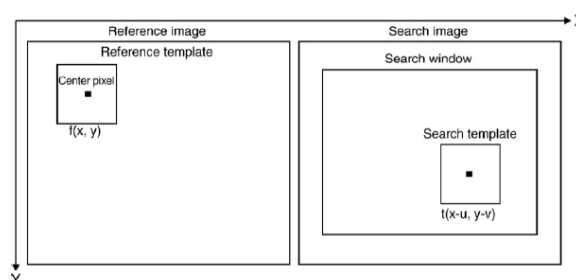 X
Reference image
Search image
Reference template
Search window
Center pixel
f(x, y)
Search template
t(x-u, y-v)
Y